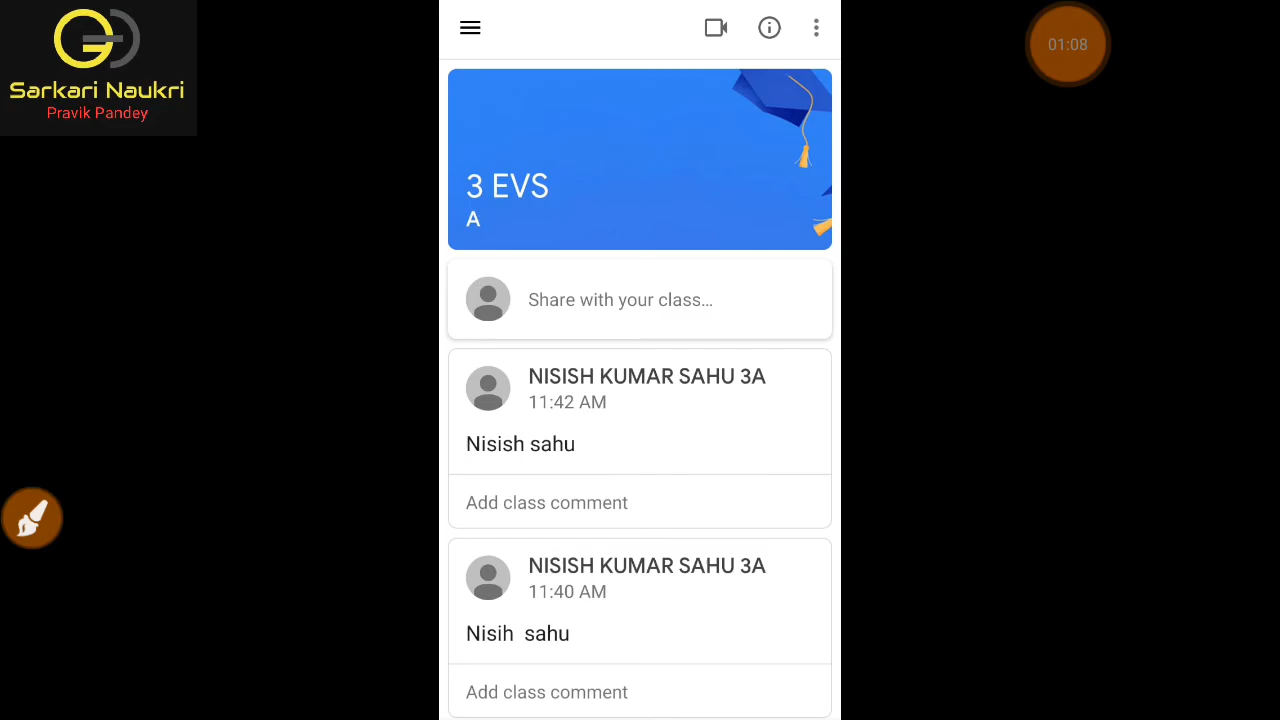 Sarkari Naukri
Pravik Pandey
01:08
3 EVS
A
Share with your class...
NISISH KUMAR SAHU 3A
11:42 AM
Nisish sahu
Add class comment
NISISH KUMAR SAHU 3A
11:40 AM
Nisih sahu
Add class comment